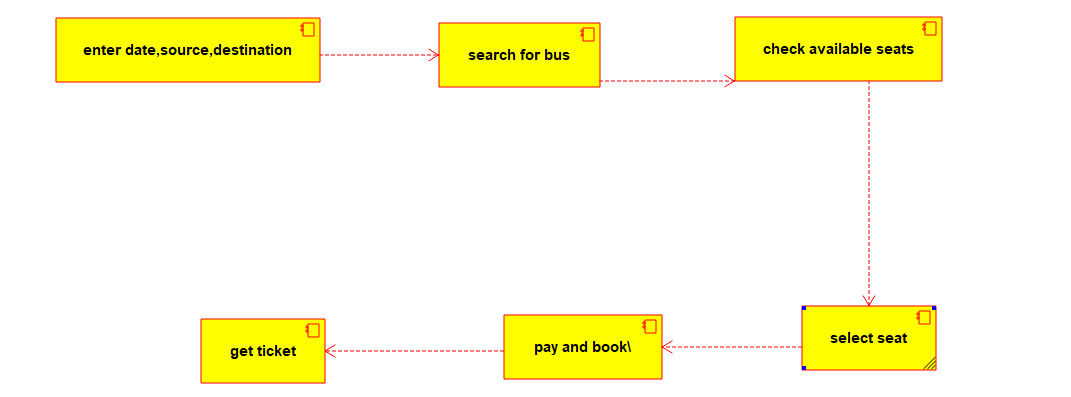 enter date,source,destination
search for bus
check available seats
select seat
pay and book\
get ticket